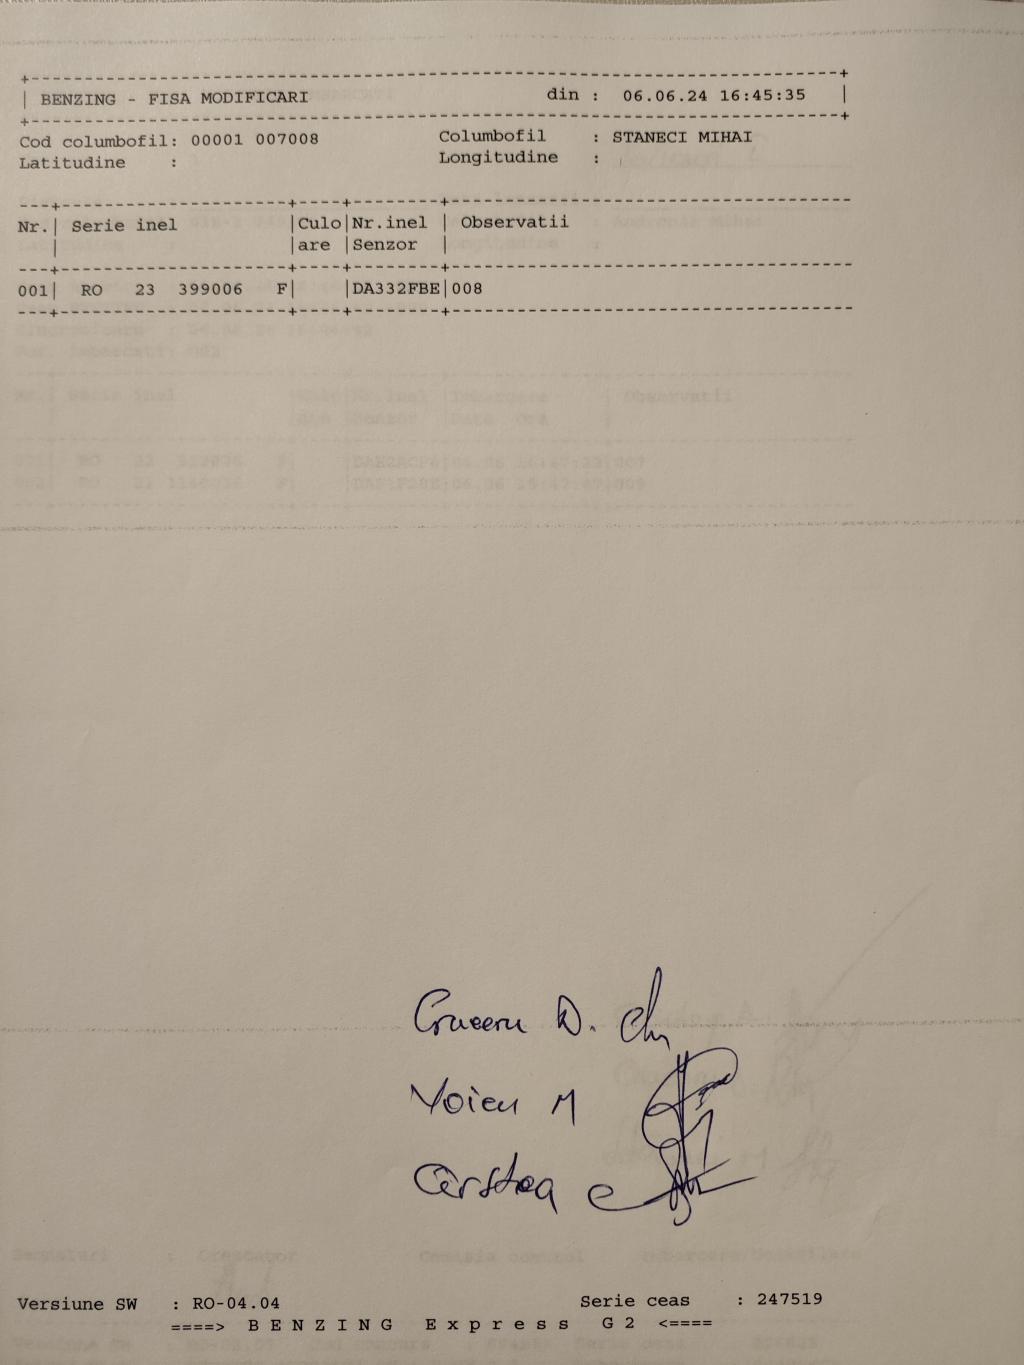 BENZING - FISA MODIFICARI din : 06.06.24 16:45:35
Cod columbofil: 00001 007008 Columbofil : STANECI MIHAI
Latitudine : Longitudine :
Nr.| Serie inel |Culo|Nr.inel | Observatii
| |are |Senzor |
001| RO 23 399006 F| |DA332FBE|008
D.
M
Cârstea
Versiune SW : RO-04.04 Serie ceas : 247519
====> B E N Z I N G E x p r e s s G 2 <====